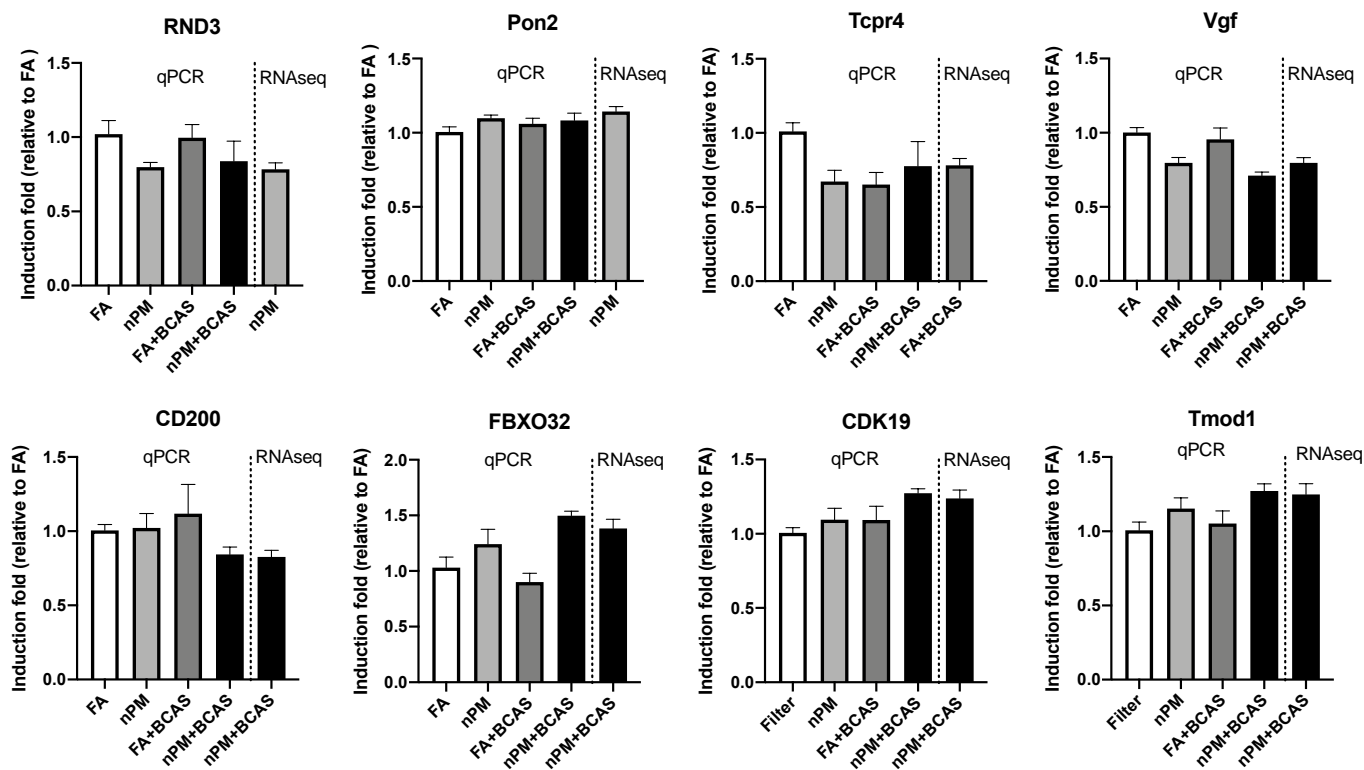 RND3
Induction fold (relative to FA)
1.5
1.0
0.5
0.0
qPCR
RNAseq
FA
nPM
FA+BCAS
nPM+BCAS
nPM
Pon2
Induction fold (relative to FA)
1.5
1.0
0.5
0.0
qPCR
RNAseq
FA
nPM
FA+BCAS
nPM+BCAS
nPM
Tcpr4
Induction fold (relative to FA)
1.5
1.0
0.5
0.0
qPCR
RNAseq
FA
nPM
FA+BCAS
nPM+BCAS
FA+BCAS
Vgf
Induction fold (relative to FA)
1.5
1.0
0.5
0.0
qPCR
RNAseq
FA
nPM
FA+BCAS
nPM+BCAS
nPM+BCAS
CD200
Induction fold (relative to FA)
1.5
1.0
0.5
0.0
qPCR
RNAseq
FA
nPM
FA+BCAS
nPM+BCAS
nPM+BCAS
FBXO32
Induction fold (relative to FA)
2.0
1.5
1.0
0.5
0.0
qPCR
RNAseq
FA
nPM
FA+BCAS
nPM+BCAS
nPM+BCAS
CDK19
Induction fold (relative to FA)
1.5
1.0
0.5
0.0
qPCR
RNAseq
Filter
nPM
FA+BCAS
nPM+BCAS
nPM+BCAS
Tmod1
Induction fold (relative to FA)
1.5
1.0
0.5
0.0
qPCR
RNAseq
Filter
nPM
FA+BCAS
nPM+BCAS
nPM+BCAS